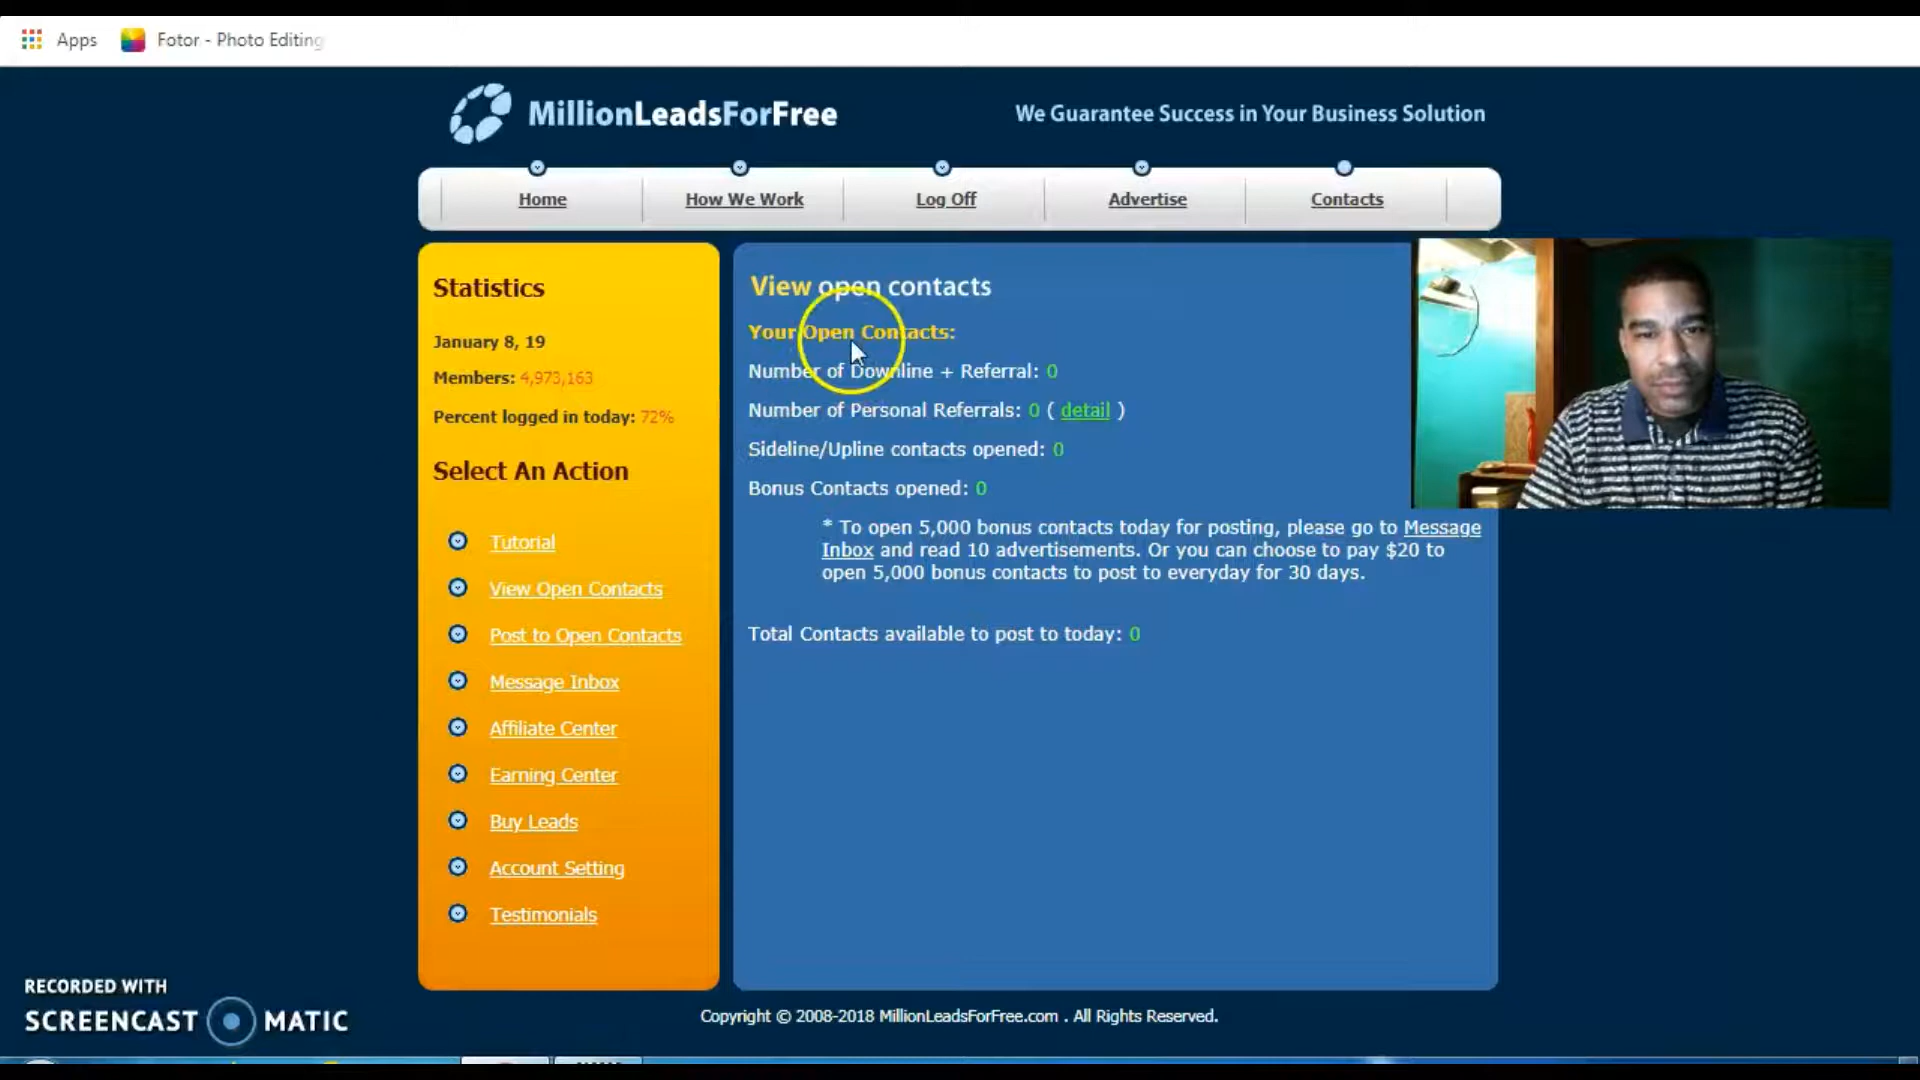 Apps
Fotor - Photo Editing
MillionLeadsForFree
We Guarantee Success in Your Business Solution
Home
How We Work
Log Off
Advertise
Contacts
Statistics
January 8, 19
Members: 4,973,163
Percent logged in today: 72%
Select An Action
Tutorial
View Open Contacts
Post to Open Contacts
Message Inbox
Affiliate Center
Earning Center
Buy Leads
Account Setting
Testimonials
View open contacts
Your Open Contacts:
Number of Downline + Referral: 0
Number of Personal Referrals: 0 ( detail )
Sideline/Upline contacts opened: 0
Bonus Contacts opened: 0
* To open 5,000 bonus contacts today for posting, please go to Message
Inbox and read 10 advertisements. Or you can choose to pay $20 to
open 5,000 bonus contacts to post to everyday for 30 days.
Total Contacts available to post to today: 0
RECORDED WITH
SCREENCAST MATIC
Copyright © 2008-2018 MillionLeadsForFree.com . All Rights Reserved.